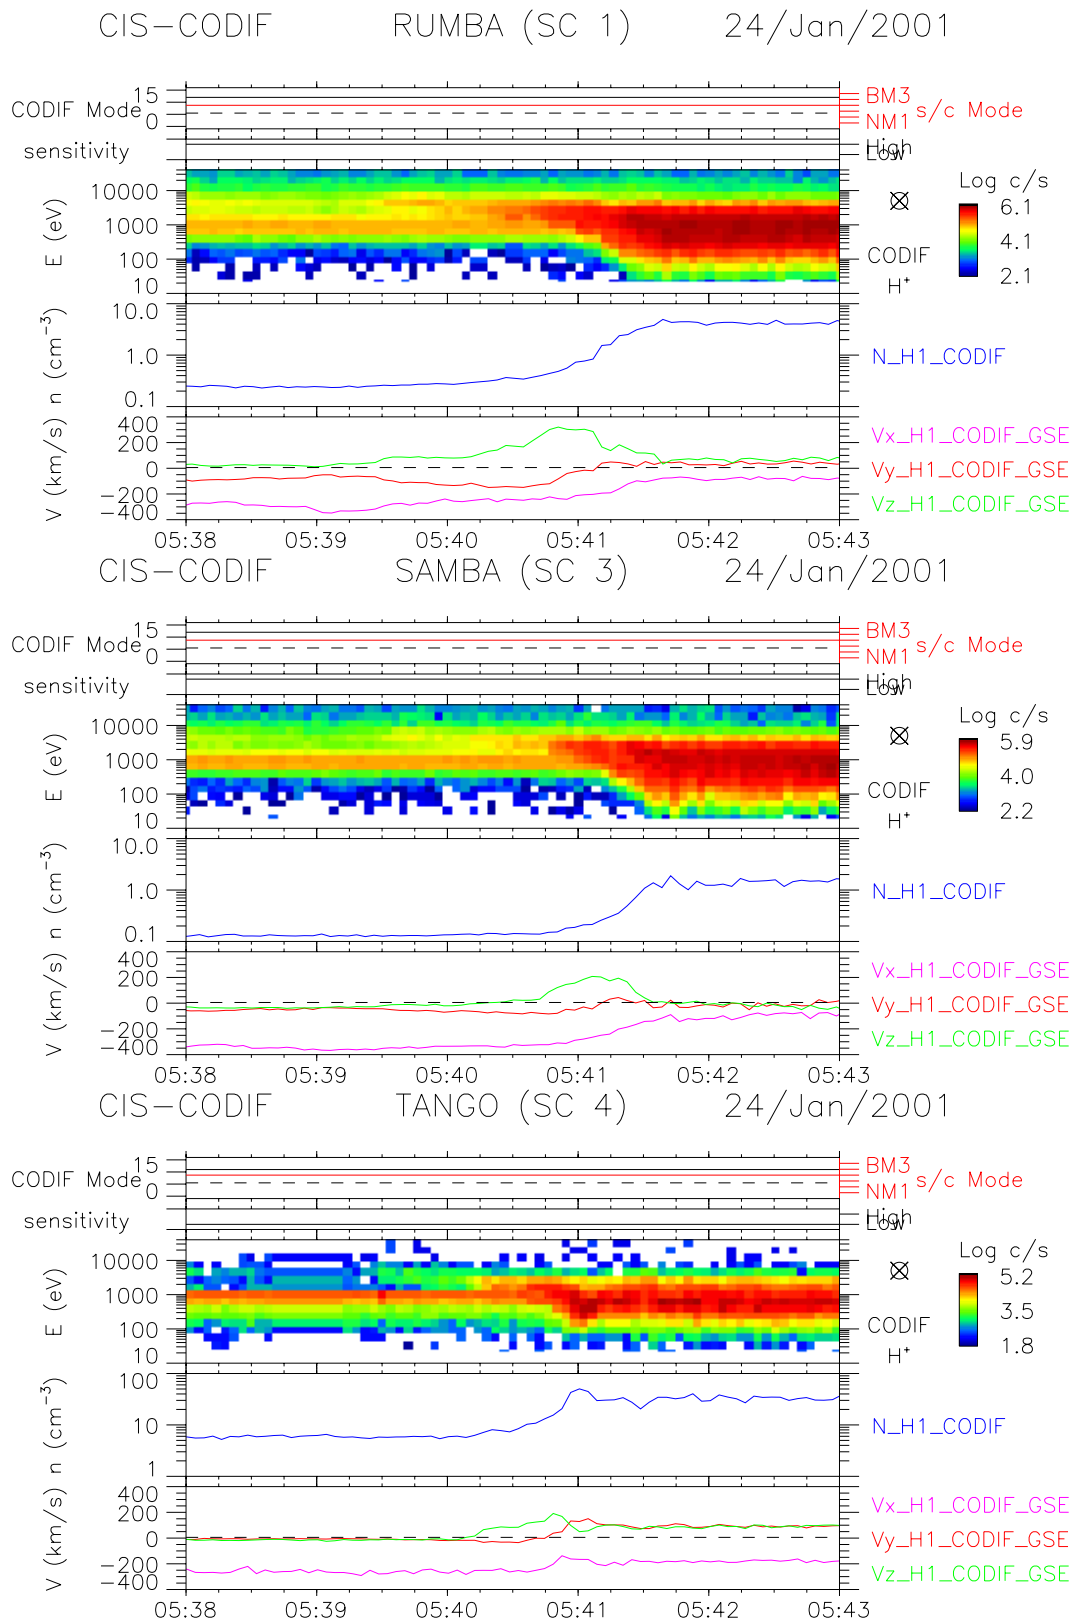 CIS−CODIF RUMBA (SC 1) 24/Jan/2001
15 BM3
CODIF Mode s/c Mode
0 NM1
High
sensitivity Low
Log c/s
10000 6.1
E (eV) 1000 4.1
100 CODIF 2.1
10 H+
10.0
n (cm−3) 1.0 N_H1_CODIF
0.1
400 Vx_H1_CODIF_GSE
200
V (km/s) 0 Vy_H1_CODIF_GSE
−200 Vz_H1_CODIF_GSE
−400
05:38 05:39 05:40 05:41 05:42 05:43
CIS−CODIF SAMBA (SC 3) 24/Jan/2001
15 BM3
CODIF Mode s/c Mode
0 NM1
High
sensitivity Low
Log c/s
10000 5.9
E (eV) 1000 4.0
100 CODIF 2.2
10 H+
10.0
n (cm−3) 1.0 N_H1_CODIF
0.1
400 Vx_H1_CODIF_GSE
200
V (km/s) 0 Vy_H1_CODIF_GSE
−200 Vz_H1_CODIF_GSE
−400
05:38 05:39 05:40 05:41 05:42 05:43
CIS−CODIF TANGO (SC 4) 24/Jan/2001
15 BM3
CODIF Mode s/c Mode
0 NM1
High
sensitivity Low
Log c/s
10000 5.2
E (eV) 1000 3.5
100 CODIF 1.8
10 H+
100
n (cm−3) 10 N_H1_CODIF
1
400 Vx_H1_CODIF_GSE
200
V (km/s) 0 Vy_H1_CODIF_GSE
−200 Vz_H1_CODIF_GSE
−400
05:38 05:39 05:40 05:41 05:42 05:43